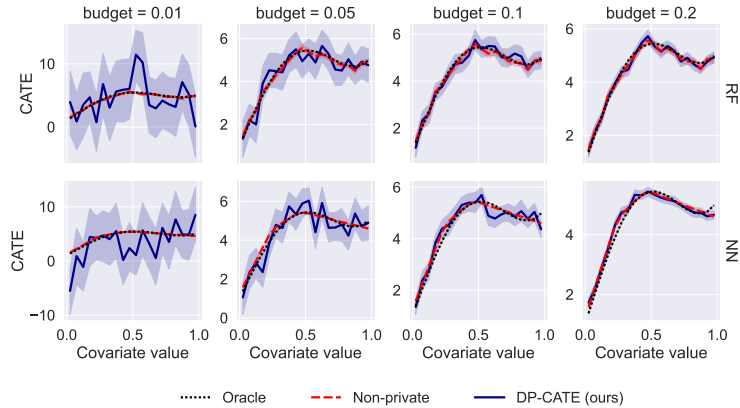 budget = 0.01 budget = 0.05 budget = 0.1 budget = 0.2
CATE
10
0
6
4
2
6
4
2
6
4
2
RF
CATE
10
0
−10
6
4
2
0
6
4
2
4
2
NN
0.0 0.5 1.0 0.0 0.5 1.0 0.0 0.5 1.0 0.0 0.5 1.0
Covariate value Covariate value Covariate value Covariate value
Oracle Non-private DP-CATE (ours)